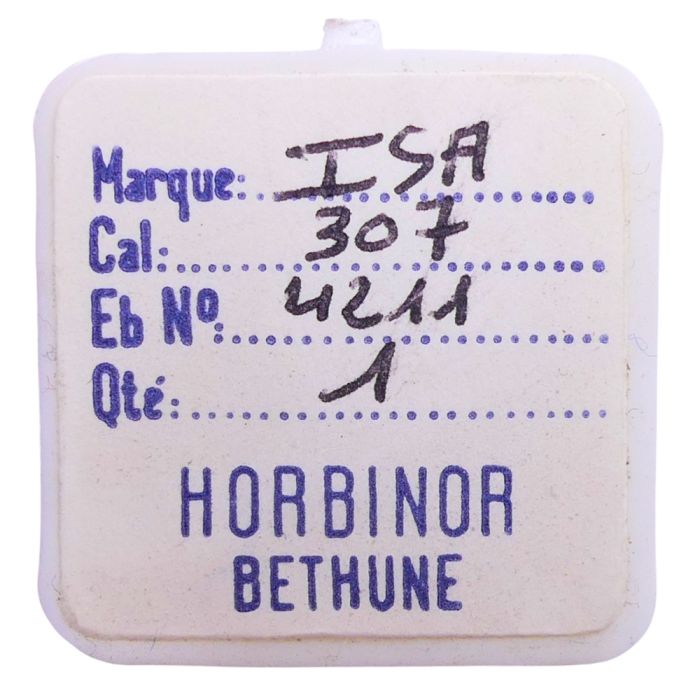 Marque: ISA
Cal: 307
Eb Nº: 4211
Qté: 1
HORBINOR
BETHUNE